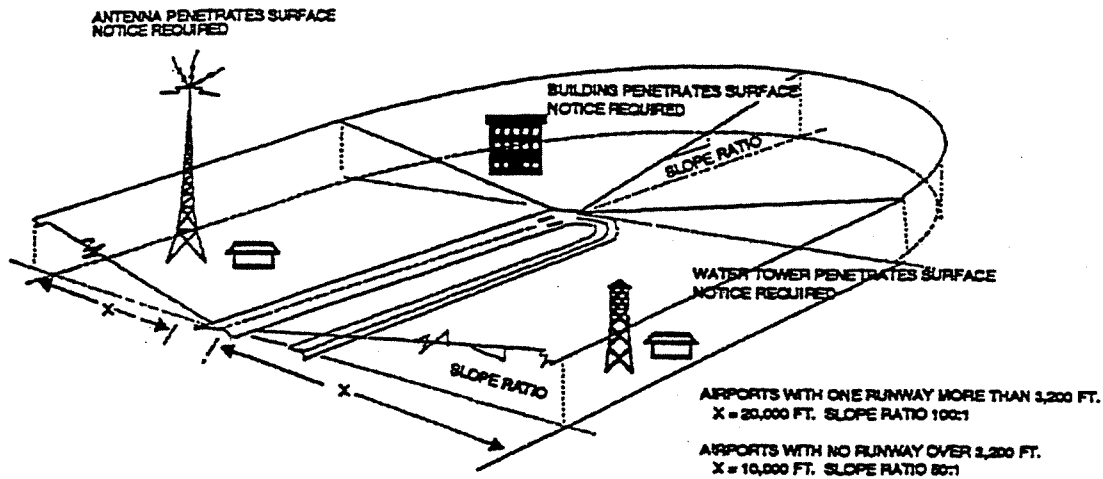 ANTENNA PENETRATES SURFACE
NOTICE REQUIRED
BUILDING PENETRATES SURFACE
NOTICE REQUIRED
SLOPE RATIO
WATER TOWER PENETRATES SURFACE
NOTICE REQUIRED
X
X
SLOPE RATIO
AIRPORTS WITH ONE RUNWAY MORE THAN 3,200 FT.
X = 20,000 FT. SLOPE RATIO 100:1
AIRPORTS WITH NO RUNWAY OVER 3,200 FT.
X = 10,000 FT. SLOPE RATIO 50:1